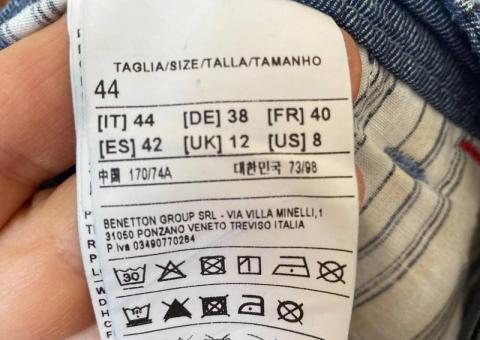 TAGLIA/SIZE/TALLA/TAMANHO
44
[IT] 44 [DE] 38 [FR] 40
[ES] 42 [UK] 12 [US] 8
中国 170/74A 대한민국 73/98
BENETTON GROUP SRL - VIA VILLA MINELLI,1
31050 PONZANO VENETO TREVISO ITALIA
P Iva 03490770264
30